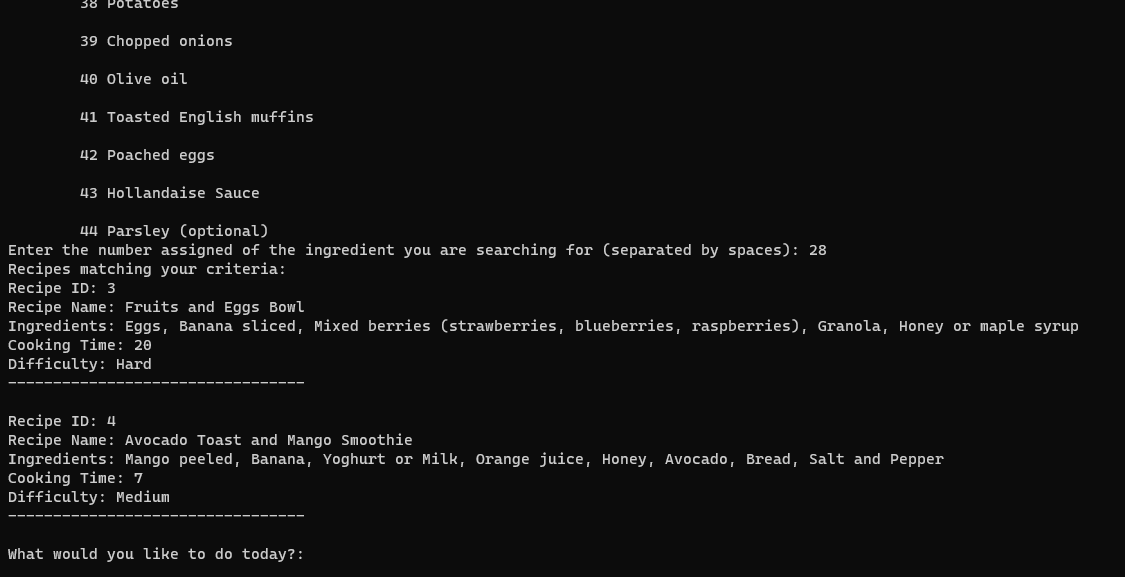 38 Potatoes
39 Chopped onions
40 Olive oil
41 Toasted English muffins
42 Poached eggs
43 Hollandaise Sauce
44 Parsley (optional)
Enter the number assigned of the ingredient you are searching for (separated by spaces): 28
Recipes matching your criteria:
Recipe ID: 3
Recipe Name: Fruits and Eggs Bowl
Ingredients: Eggs, Banana sliced, Mixed berries (strawberries, blueberries, raspberries), Granola, Honey or maple syrup
Cooking Time: 20
Difficulty: Hard
---------------------------------
Recipe ID: 4
Recipe Name: Avocado Toast and Mango Smoothie
Ingredients: Mango peeled, Banana, Yoghurt or Milk, Orange juice, Honey, Avocado, Bread, Salt and Pepper
Cooking Time: 7
Difficulty: Medium
---------------------------------
What would you like to do today?: